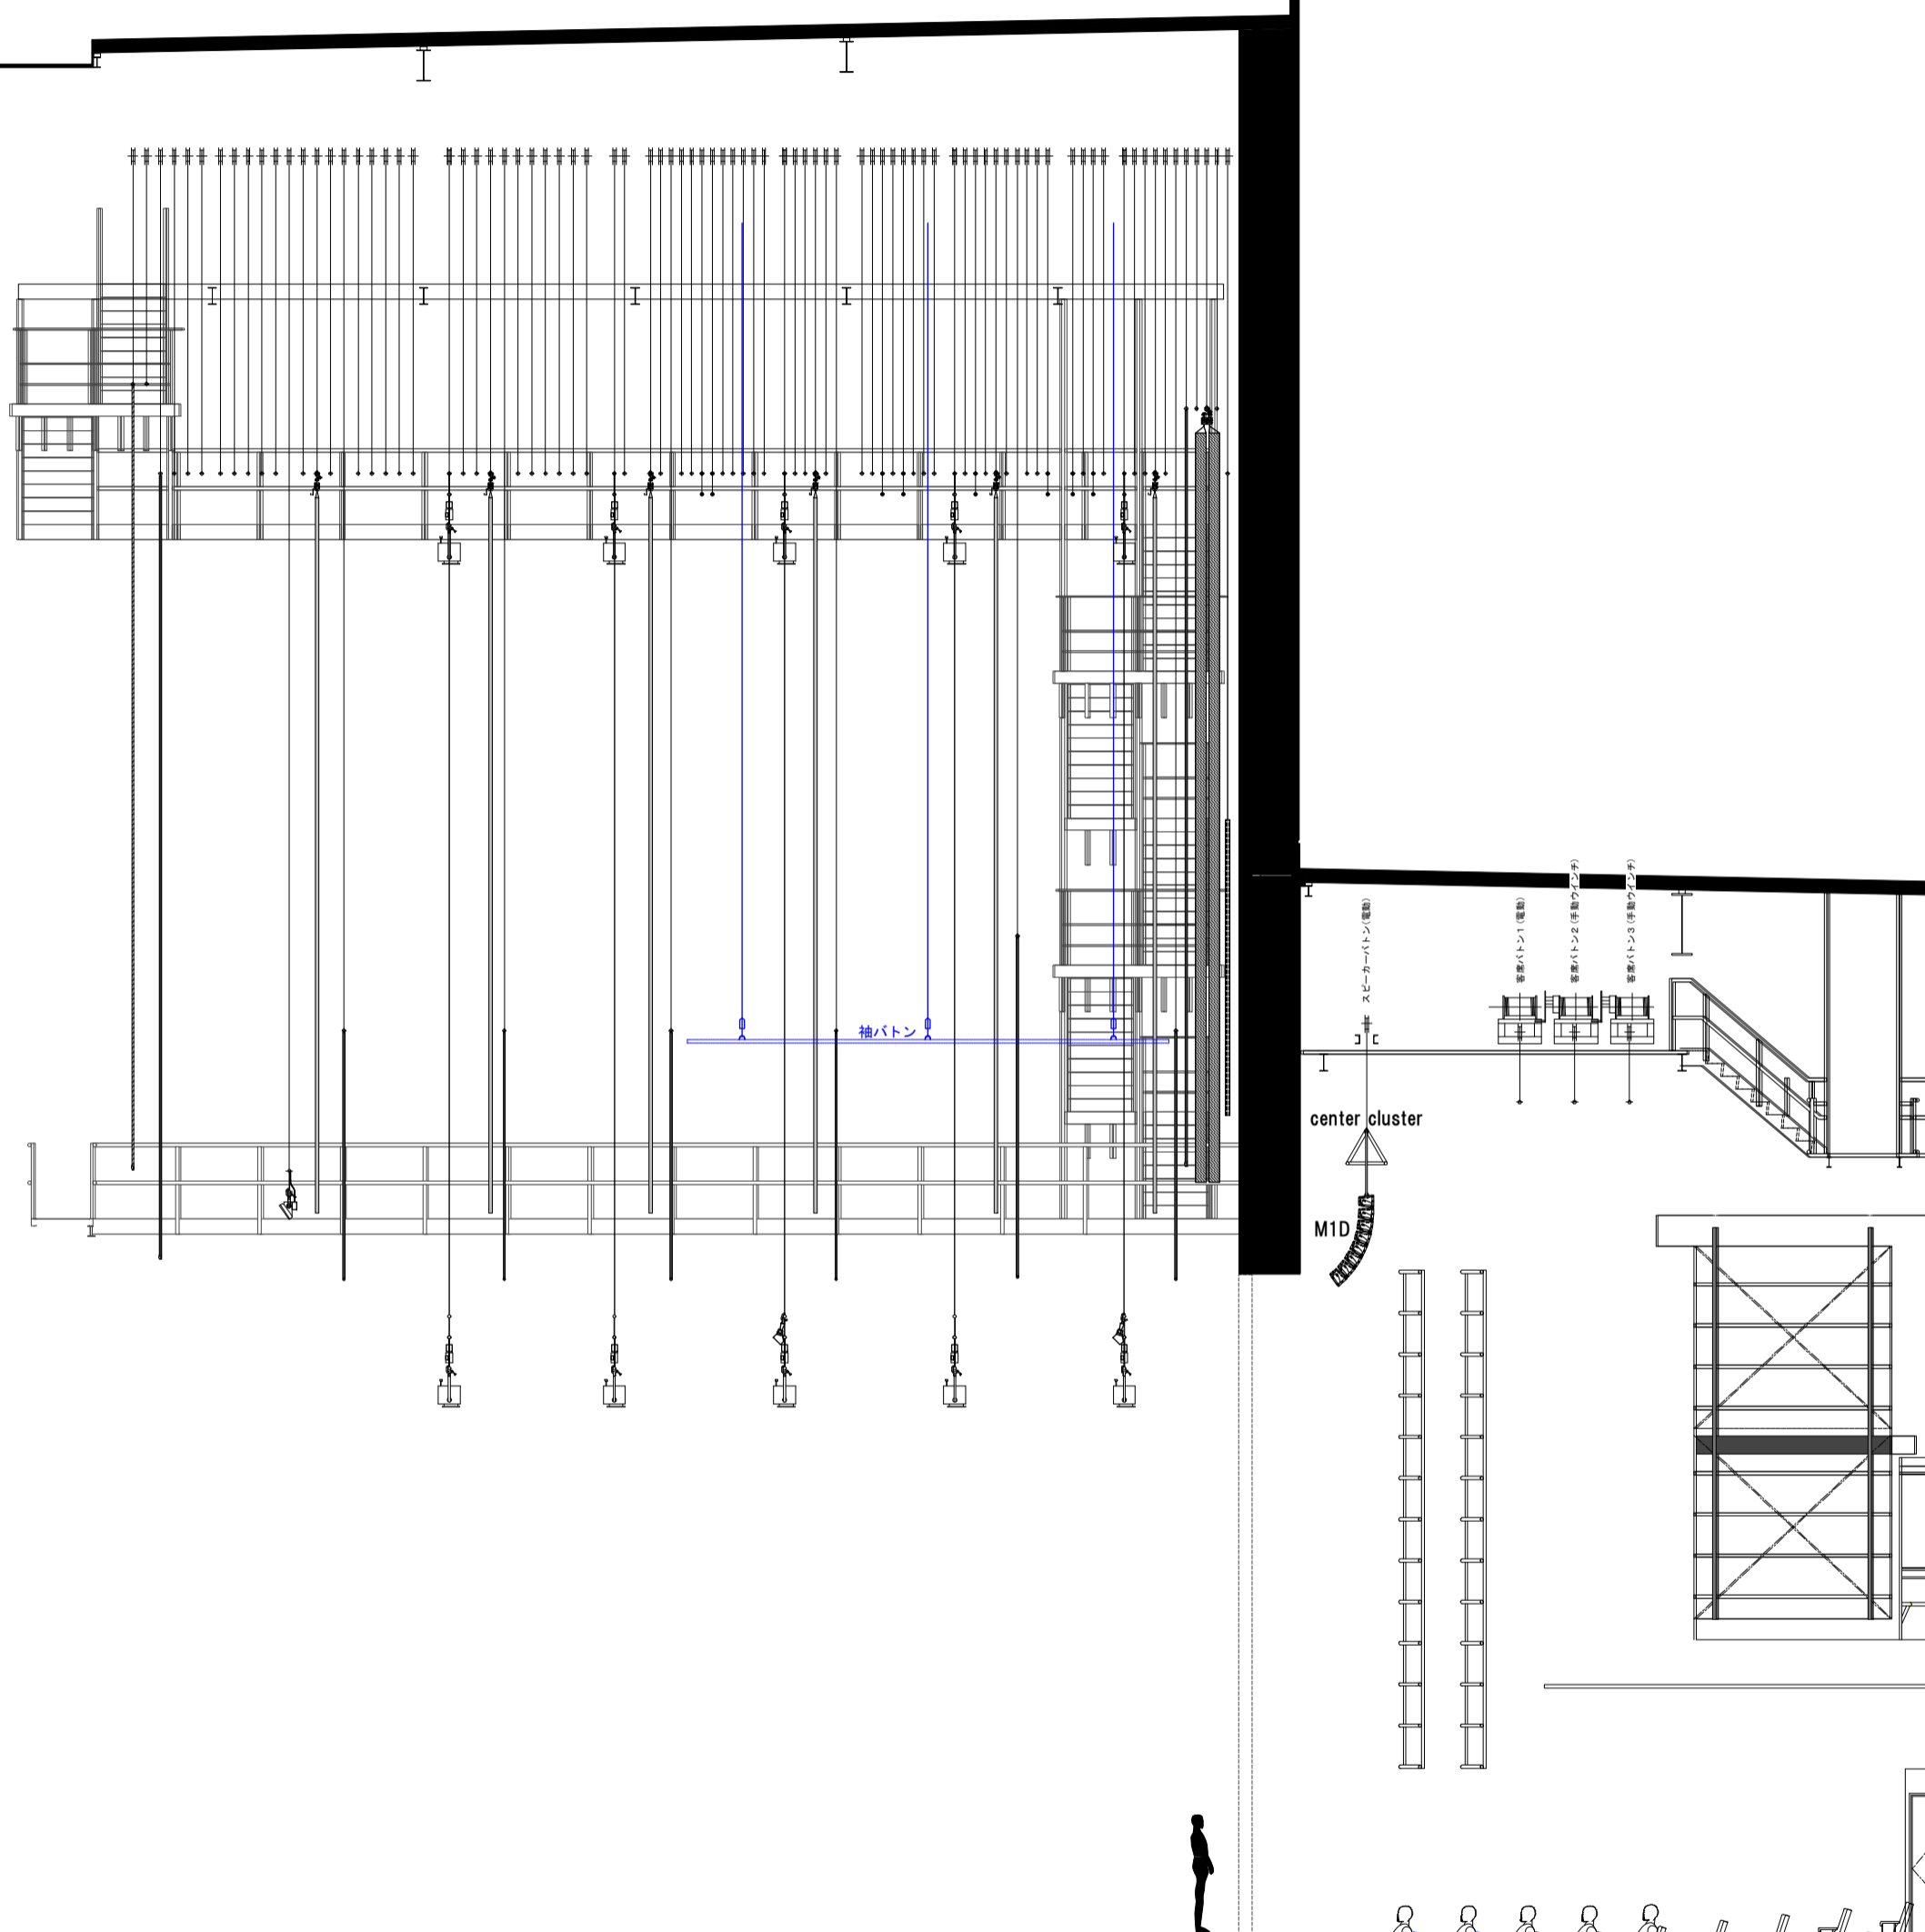 客席バトン2(手動ウインチ)
客席バトン3(手動ウインチ)
客席バトン1(電動)
スピーカーバトン(電動)
袖バトン
center cluster
M1D